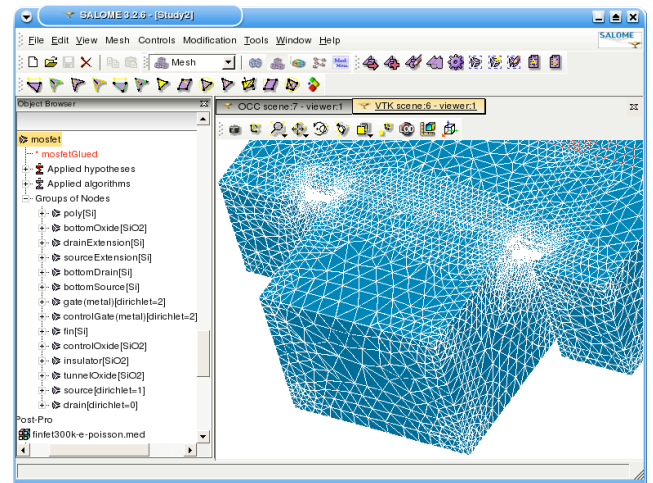 SALOME 3.2.6 - [Study2]
File Edit View Mesh Controls Modification Tools Window Help
SALOME
Mesh
Object Browser
OCC scene:7 - viewer:1
VTK scene:6 - viewer:1
mosfet
* mosfetGlued
Applied hypotheses
Applied algorithms
Groups of Nodes
poly[Si]
bottomOxide[SiO2]
drainExtension[Si]
sourceExtension[Si]
bottomDrain[Si]
bottomSource[Si]
gate(metal)[dirichlet=2]
controlGate(metal)[dirichlet=2]
fin[Si]
controlOxide[SiO2]
insulator[SiO2]
tunnelOxide[SiO2]
source[dirichlet=1]
drain[dirichlet=0]
Post-Pro
finfet300k-e-poisson.med